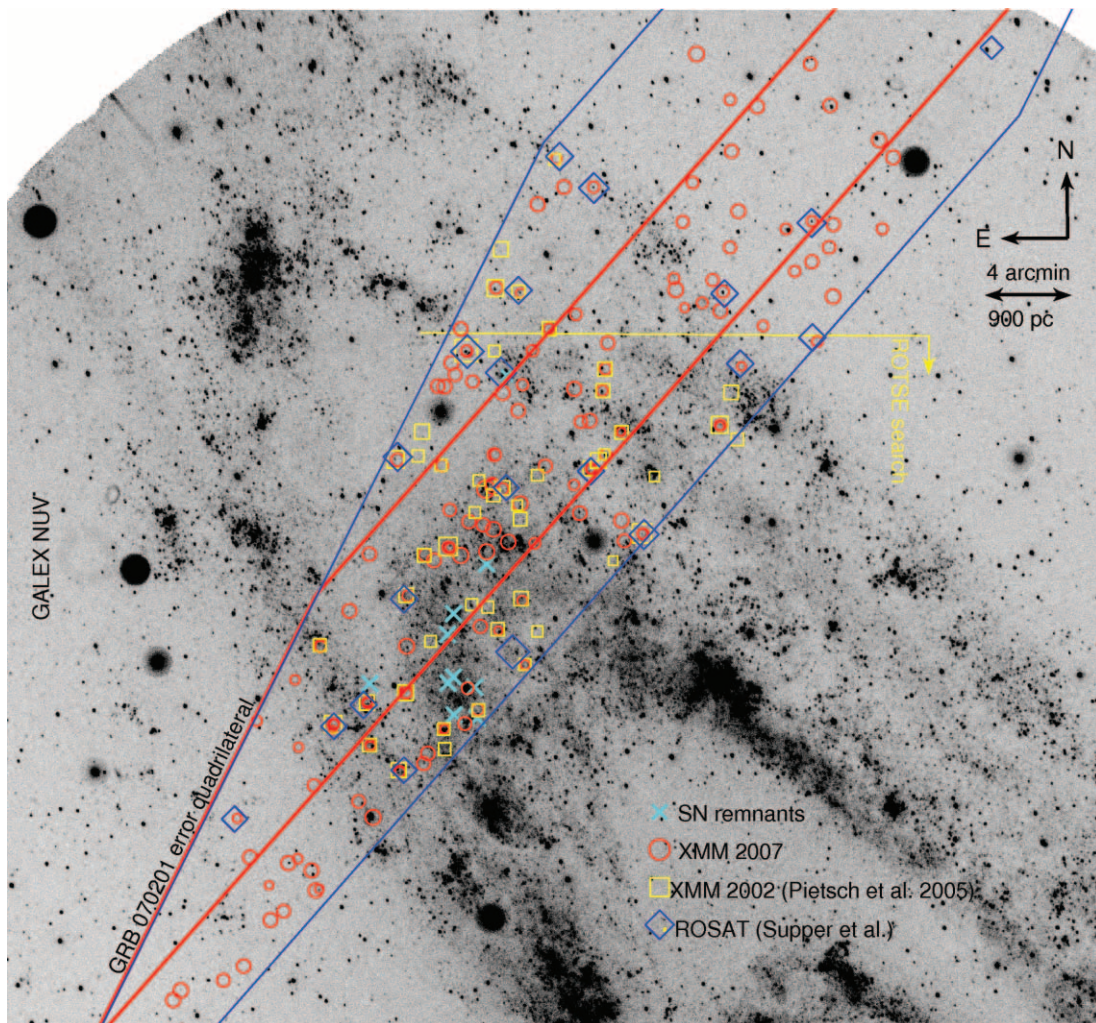 N
E
4 arcmin
900 pc
ROTSE search
GALEX NUV
GRB 070201 error quadrilateral
SN remnants
XMM 2007
XMM 2002 (Pietsch et al. 2005)
ROSAT (Supper et al.)